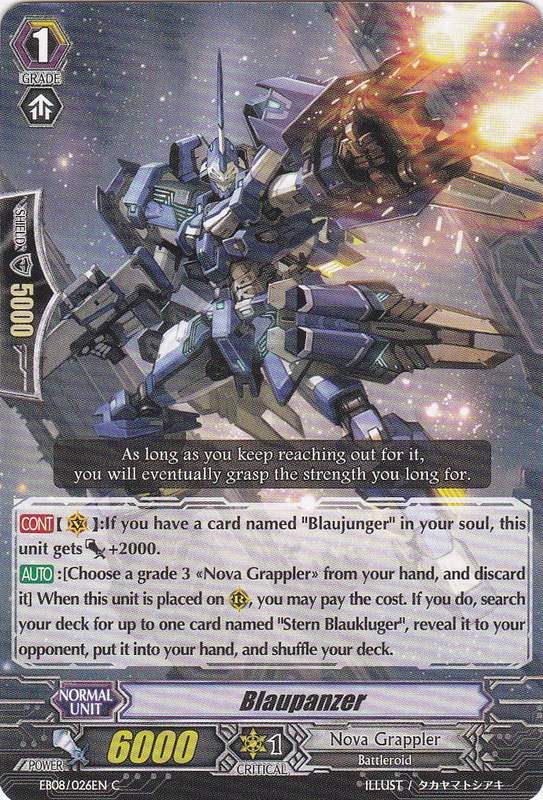 1
GRADE
SHIELD
5000
As long as you keep reaching out for it,
you will eventually grasp the strength you long for.
CONT【 】:If you have a card named "Blaujunger" in your soul, this
unit gets +2000.
AUTO:[Choose a grade 3 «Nova Grappler» from your hand, and discard
it] When this unit is placed on R, you may pay the cost. If you do, search
your deck for up to one card named "Stern Blaukluger", reveal it to your
opponent, put it into your hand, and shuffle your deck.
NORMAL
UNIT
Blaupanzer
POWER
6000
1
CRITICAL
Nova Grappler
Battleroid
EB08/026EN C
ILLUST / タカヤマトシアキ